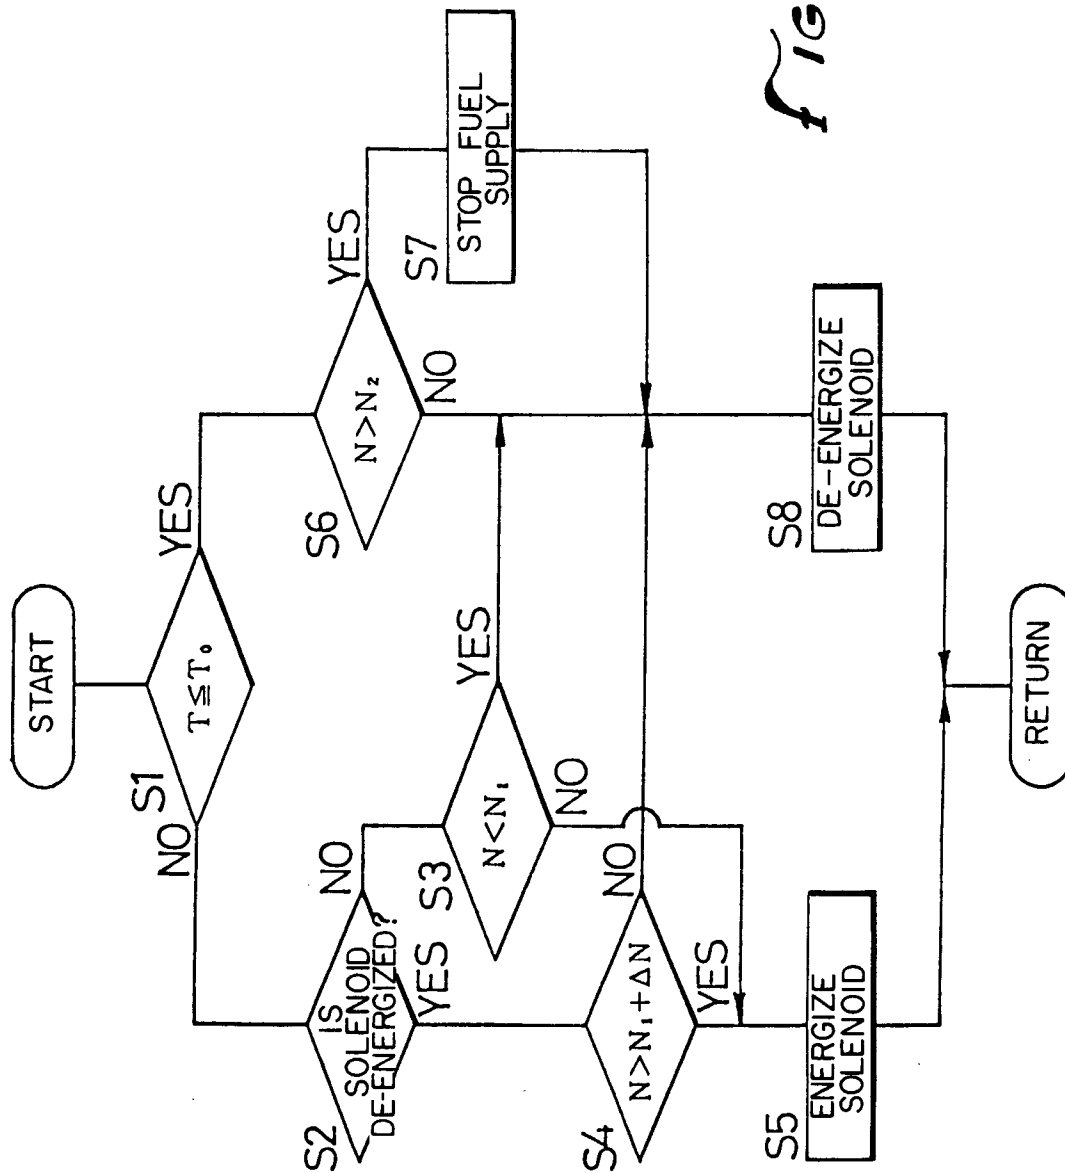 START
S1
T≦T₀
NO
YES
S2
IS
SOLENOID
DE-ENERGIZED?
NO
YES
S3
N<N₁
YES
NO
S4
N>N₁+ΔN
NO
YES
S5
ENERGIZE
SOLENOID
S6
N>N₂
YES
NO
S7
STOP FUEL
SUPPLY
S8
DE-ENERGIZE
SOLENOID
RETURN
FIG